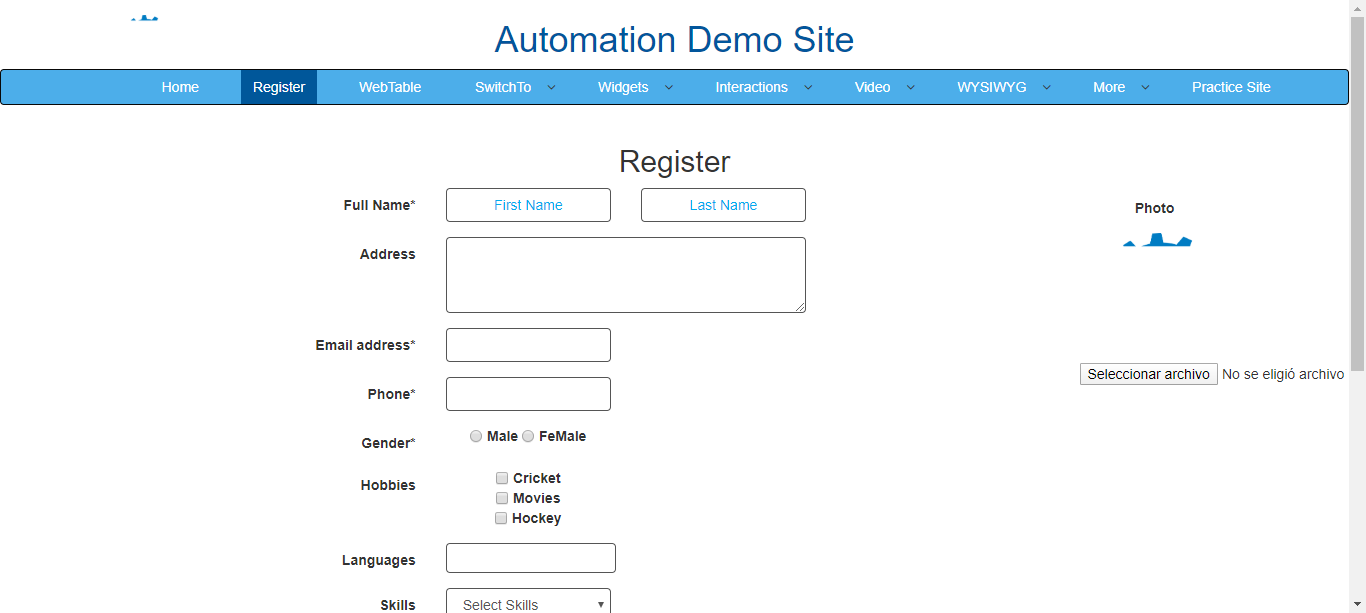 Automation Demo Site
Home Register WebTable SwitchTo Widgets Interactions Video WYSIWYG More Practice Site
Register
Full Name* First Name Last Name
Photo
Address
Email address*
Seleccionar archivo No se eligió archivo
Phone*
Gender* Male FeMale
Hobbies Cricket
Movies
Hockey
Languages
Skills Select Skills